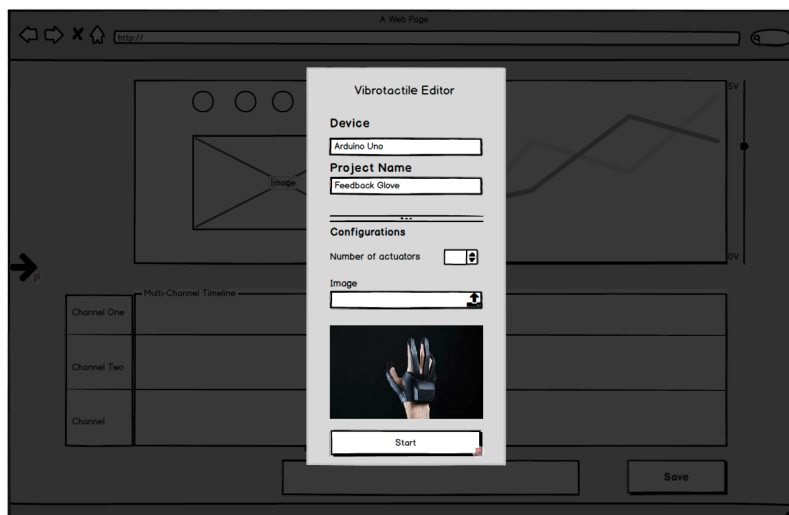 A Web Page
http://
5V
Image
0V
Multi-Channel Timeline
Channel One
Channel Two
Channel
Save
Vibrotactile Editor
Device
Arduino Uno
Project Name
Feedback Glove
Configurations
Number of actuators
Image
Start